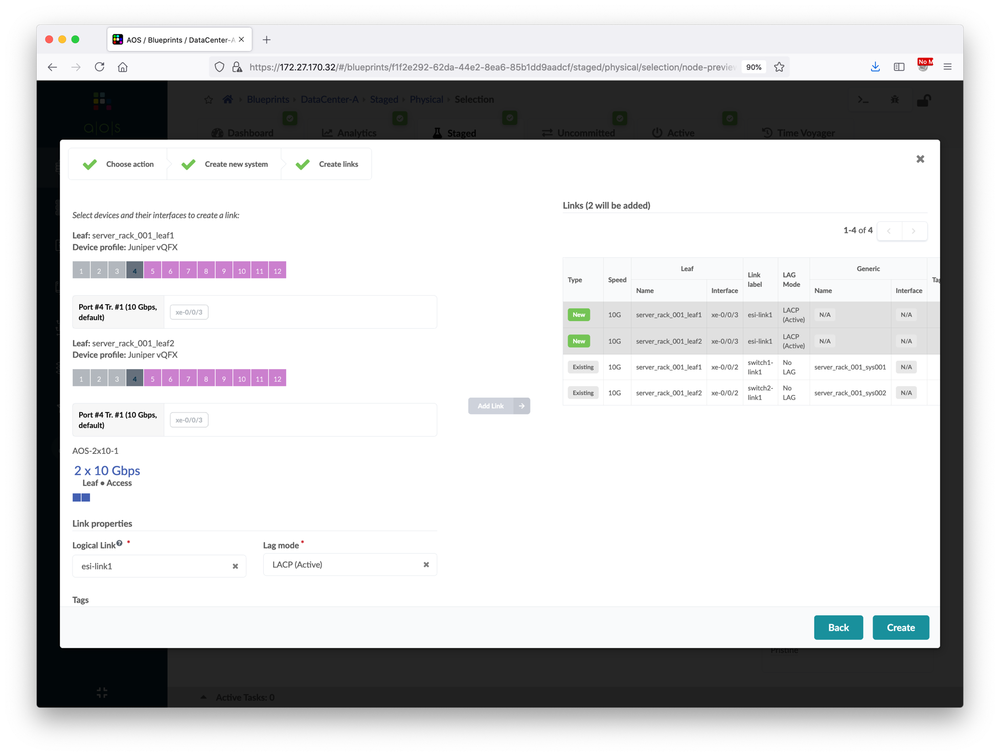 AOS / Blueprints / DataCenter-A
https://172.27.170.32/#/blueprints/f1f2e292-62da-44e2-8ea6-85b1dd9aadcf/staged/physical/selection/node-preview
90%
No M
a|o|s
Blueprints
DataCenter-A
Staged
Physical
Selection
Dashboard
Analytics
Staged
Uncommitted
Active
Time Voyager
Choose action
Create new system
Create links
Select devices and their interfaces to create a link:
Leaf: server_rack_001_leaf1
Device profile: Juniper vQFX
1 2 3 4 5 6 7 8 9 10 11 12
Port #4 Tr. #1 (10 Gbps,
default)
xe-0/0/3
Leaf: server_rack_001_leaf2
Device profile: Juniper vQFX
1 2 3 4 5 6 7 8 9 10 11 12
Port #4 Tr. #1 (10 Gbps,
default)
xe-0/0/3
AOS-2x10-1
2 x 10 Gbps
Leaf • Access
Link properties
Logical Link *
esi-link1
Lag mode *
LACP (Active)
Tags
Add Link
Links (2 will be added)
1-4 of 4
Type Speed Leaf Link label LAG Mode Generic Tag
Name Interface Name Interface
New 10G server_rack_001_leaf1 xe-0/0/3 esi-link1 LACP (Active) N/A N/A
New 10G server_rack_001_leaf2 xe-0/0/3 esi-link1 LACP (Active) N/A N/A
Existing 10G server_rack_001_leaf1 xe-0/0/2 switch1-link1 No LAG server_rack_001_sys001 N/A
Existing 10G server_rack_001_leaf2 xe-0/0/2 switch2-link1 No LAG server_rack_001_sys002 N/A
Back
Create
Pristine
Active Tasks: 0